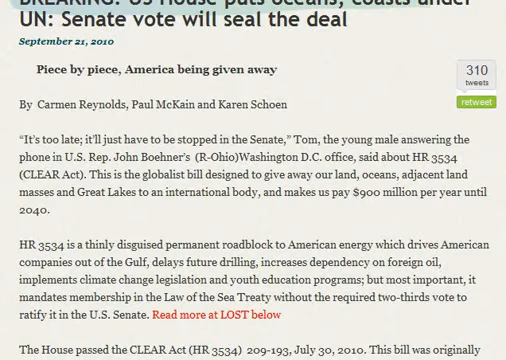 BREAKING: US House puts oceans, coasts under
UN: Senate vote will seal the deal
September 21, 2010
Piece by piece, America being given away
310
tweets
retweet
By  Carmen Reynolds, Paul McKain and Karen Schoen
“It’s too late; it’ll just have to be stopped in the Senate,” Tom, the young male answering the
phone in U.S. Rep. John Boehner’s  (R-Ohio)Washington D.C. office, said about HR 3534
(CLEAR Act). This is the globalist bill designed to give away our land, oceans, adjacent land
masses and Great Lakes to an international body, and makes us pay $900 million per year until
2040.
HR 3534 is a thinly disguised permanent roadblock to American energy which drives American
companies out of the Gulf, delays future drilling, increases dependency on foreign oil,
implements climate change legislation and youth education programs; but most important, it
mandates membership in the Law of the Sea Treaty without the required two-thirds vote to
ratify it in the U.S. Senate. Read more at LOST below
The House passed the CLEAR Act (HR 3534)  209-193, July 30, 2010. This bill was originally